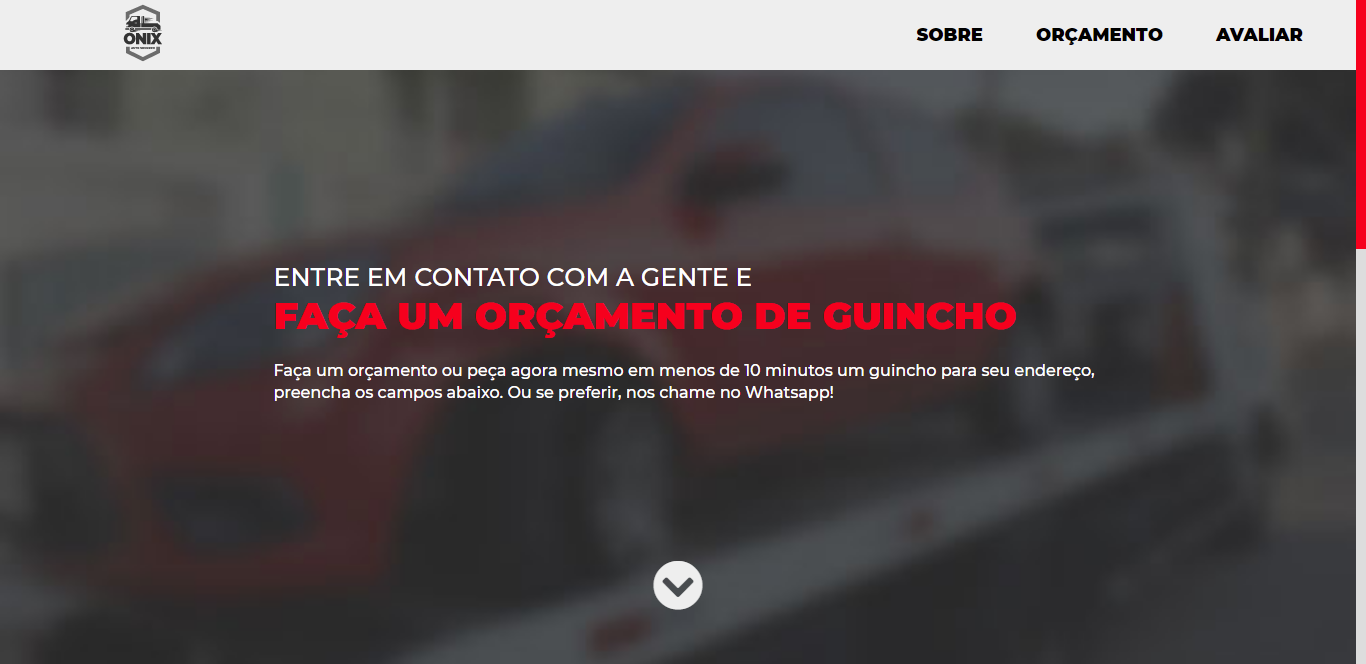 ONIX
SOBRE
ORÇAMENTO
AVALIAR
ENTRE EM CONTATO COM A GENTE E
FAÇA UM ORÇAMENTO DE GUINCHO
Faça um orçamento ou peça agora mesmo em menos de 10 minutos um guincho para seu endereço,
preencha os campos abaixo. Ou se preferir, nos chame no Whatsapp!